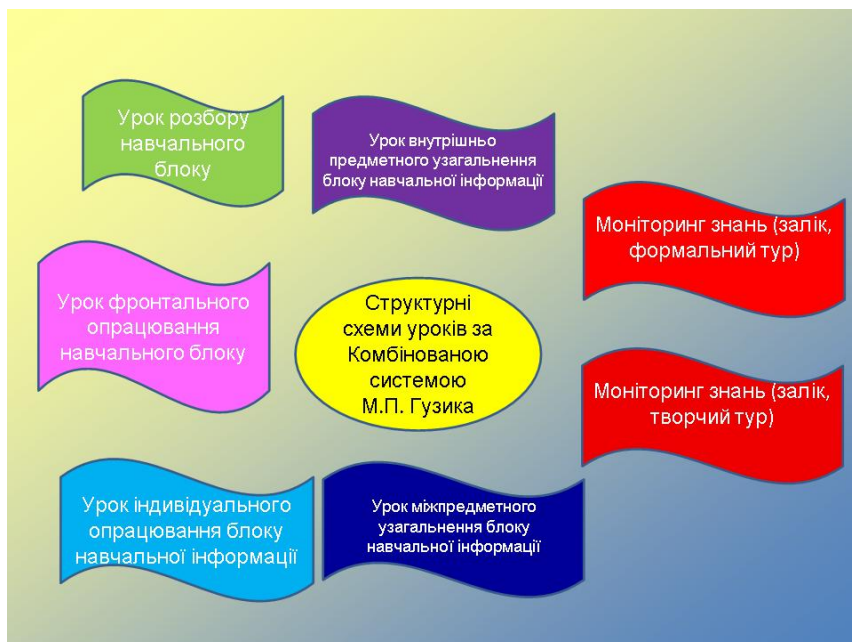 Урок розбору
навчального
блоку
Урок внутрішньо
предметного узагальнення
блоку навчальної інформації
Моніторинг знань (залік,
формальний тур)
Урок фронтального
опрацювання
навчального блоку
Структурні
схеми уроків за
Комбінованою
системою
М.П. Гузика
Моніторинг знань (залік,
творчий тур)
Урок індивідуального
опрацювання блоку
навчальної інформації
Урок міжпредметного
узагальнення блоку
навчальної інформації